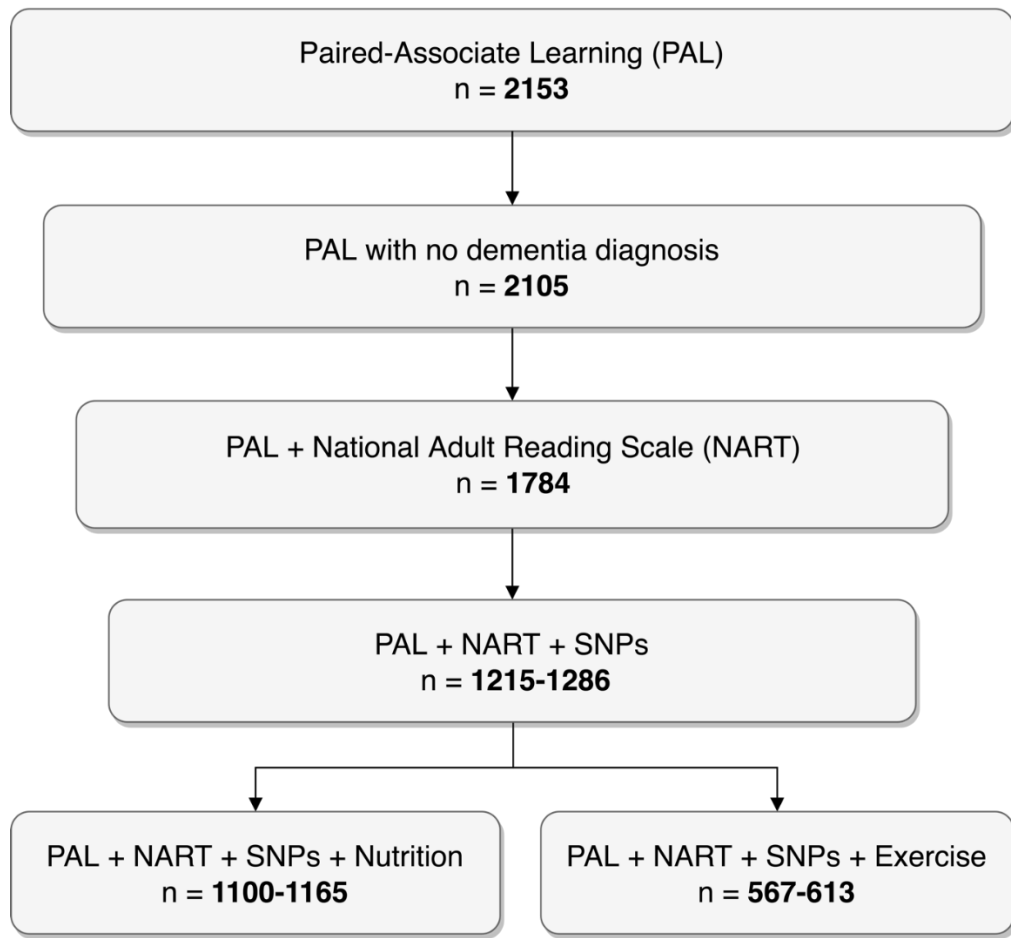 Paired-Associate Learning (PAL)
n = 2153
PAL with no dementia diagnosis
n = 2105
PAL + National Adult Reading Scale (NART)
n = 1784
PAL + NART + SNPs
n = 1215-1286
PAL + NART + SNPs + Nutrition
n = 1100-1165
PAL + NART + SNPs + Exercise
n = 567-613